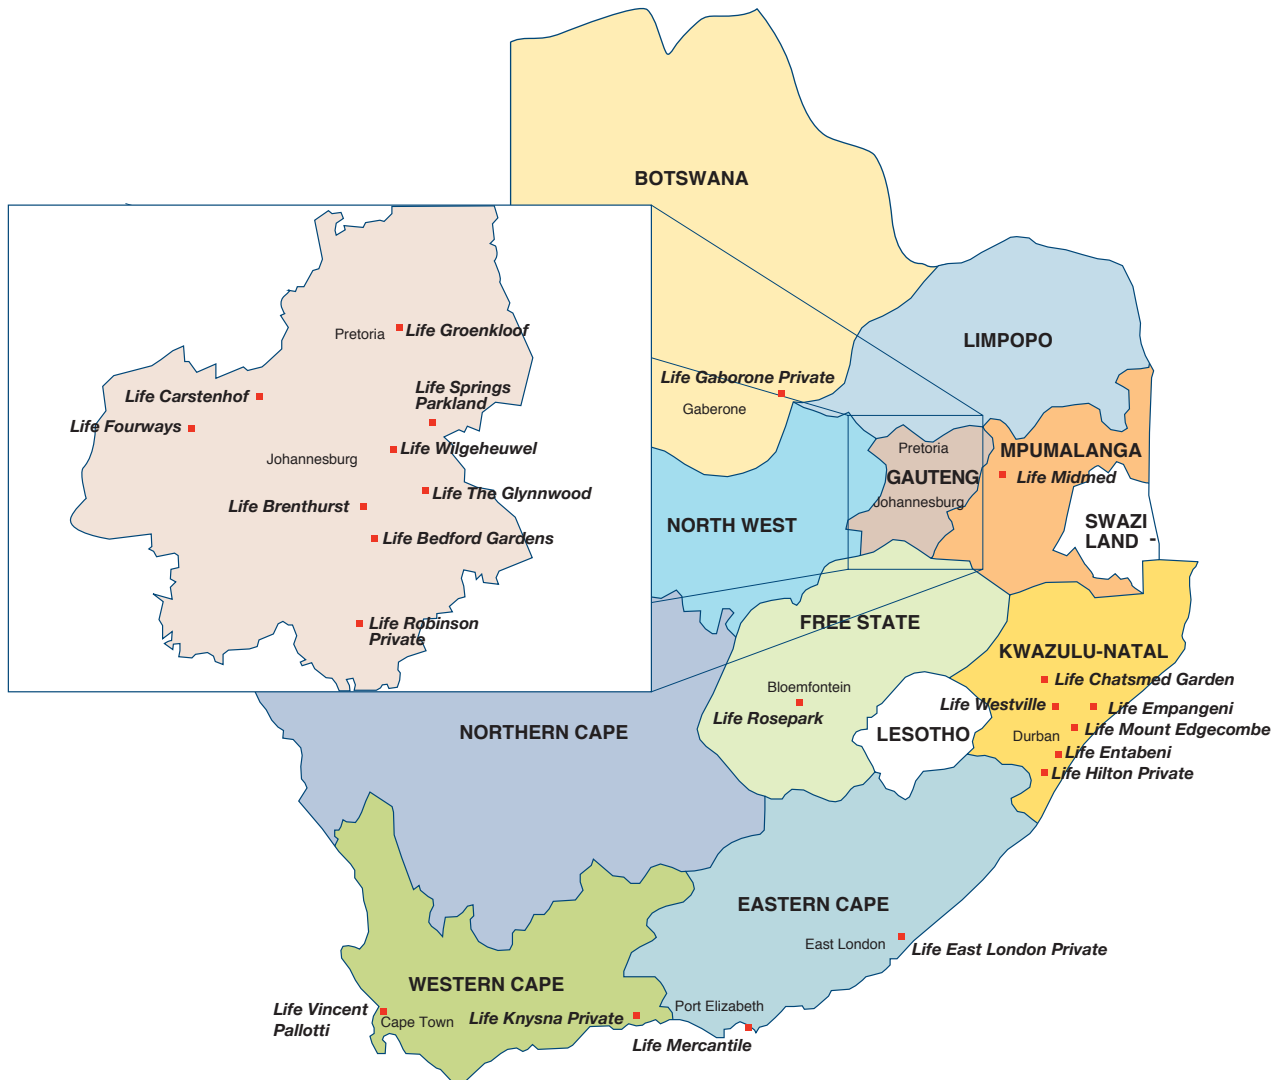 BOTSWANA
LIMPOPO
Life Gaborone Private
Gaberone
Pretoria
Life Groenkloof
Life Carstenhof
Life Springs
Parkland
Life Fourways
Life Wilgeheuwel
Johannesburg
Life The Glynnwood
Life Brenthurst
Life Bedford Gardens
Life Robinson
Private
Pretoria
GAUTENG
Johannesburg
MPUMALANGA
Life Midmed
SWAZI
LAND -
NORTH WEST
FREE STATE
KWAZULU-NATAL
Life Chatsmed Garden
Bloemfontein
Life Rosepark
Life Westville
Life Empangeni
Life Mount Edgecombe
Durban
Life Entabeni
Life Hilton Private
LESOTHO
NORTHERN CAPE
EASTERN CAPE
East London
Life East London Private
WESTERN CAPE
Life Vincent
Pallotti
Cape Town
Life Knysna Private
Port Elizabeth
Life Mercantile